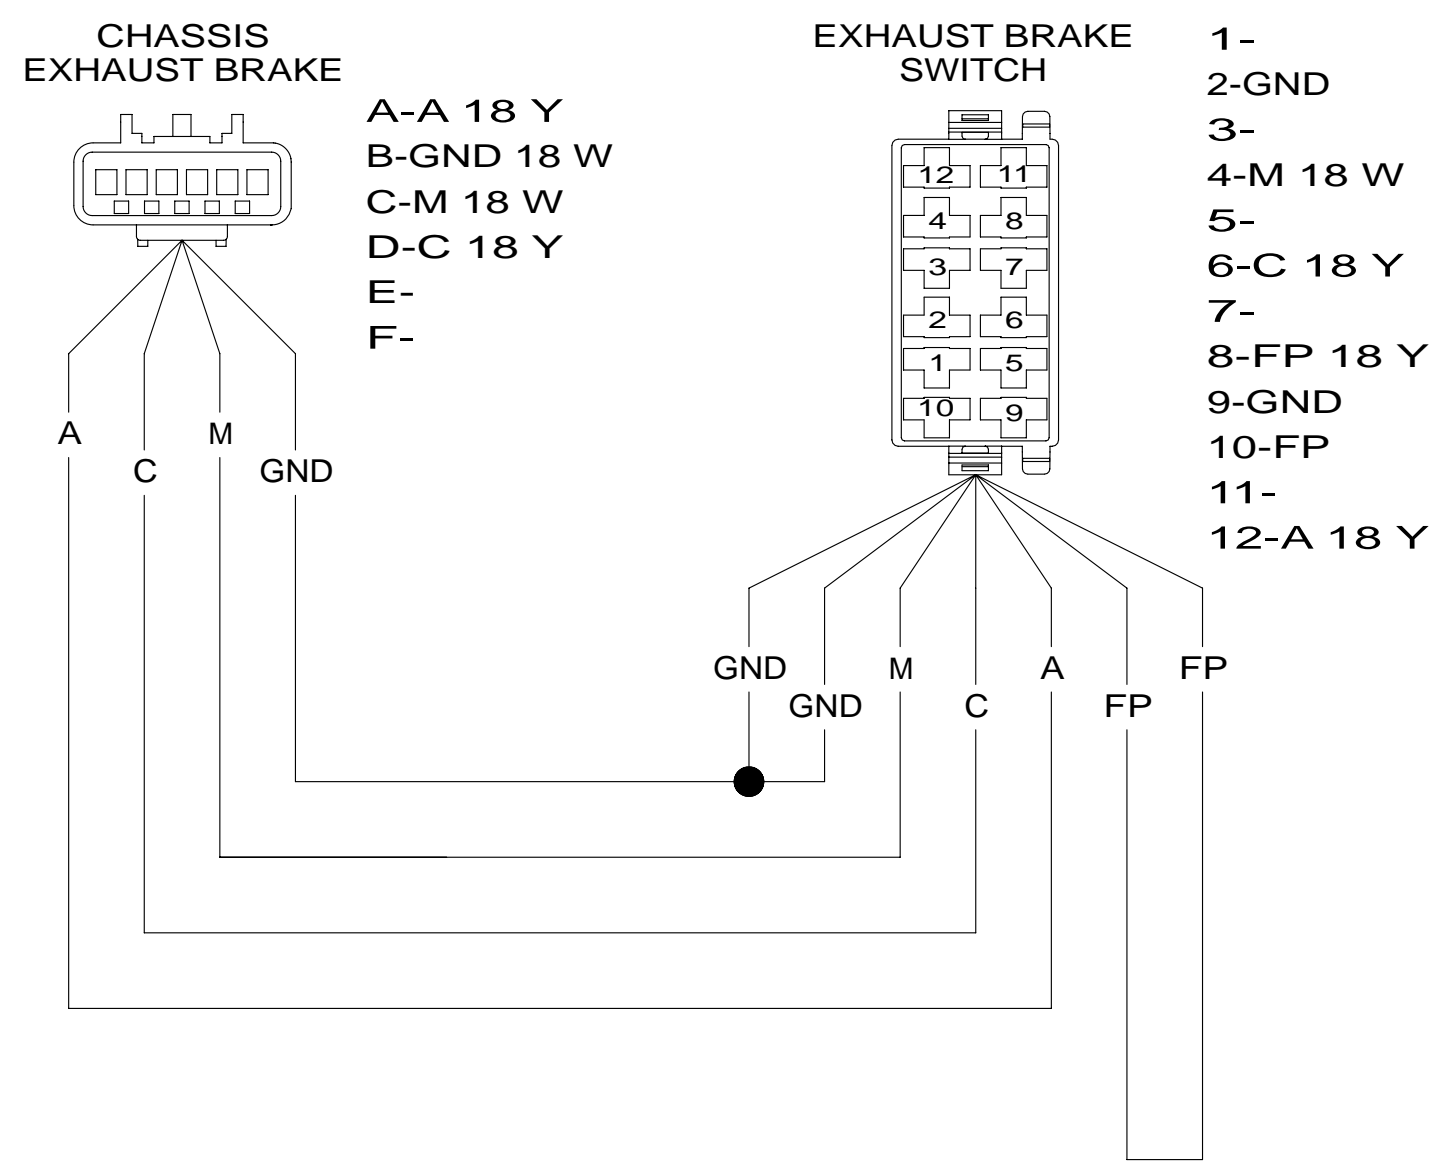 CHASSIS
EXHAUST BRAKE
A-A 18 Y
B-GND 18 W
C-M 18 W
D-C 18 Y
E-
F-
EXHAUST BRAKE
SWITCH
12 11
4 8
3 7
2 6
1 5
10 9
1-
2-GND
3-
4-M 18 W
5-
6-C 18 Y
7-
8-FP 18 Y
9-GND
10-FP
11-
12-A 18 Y
A
M
C
GND
GND
M
A
FP
GND
C
FP